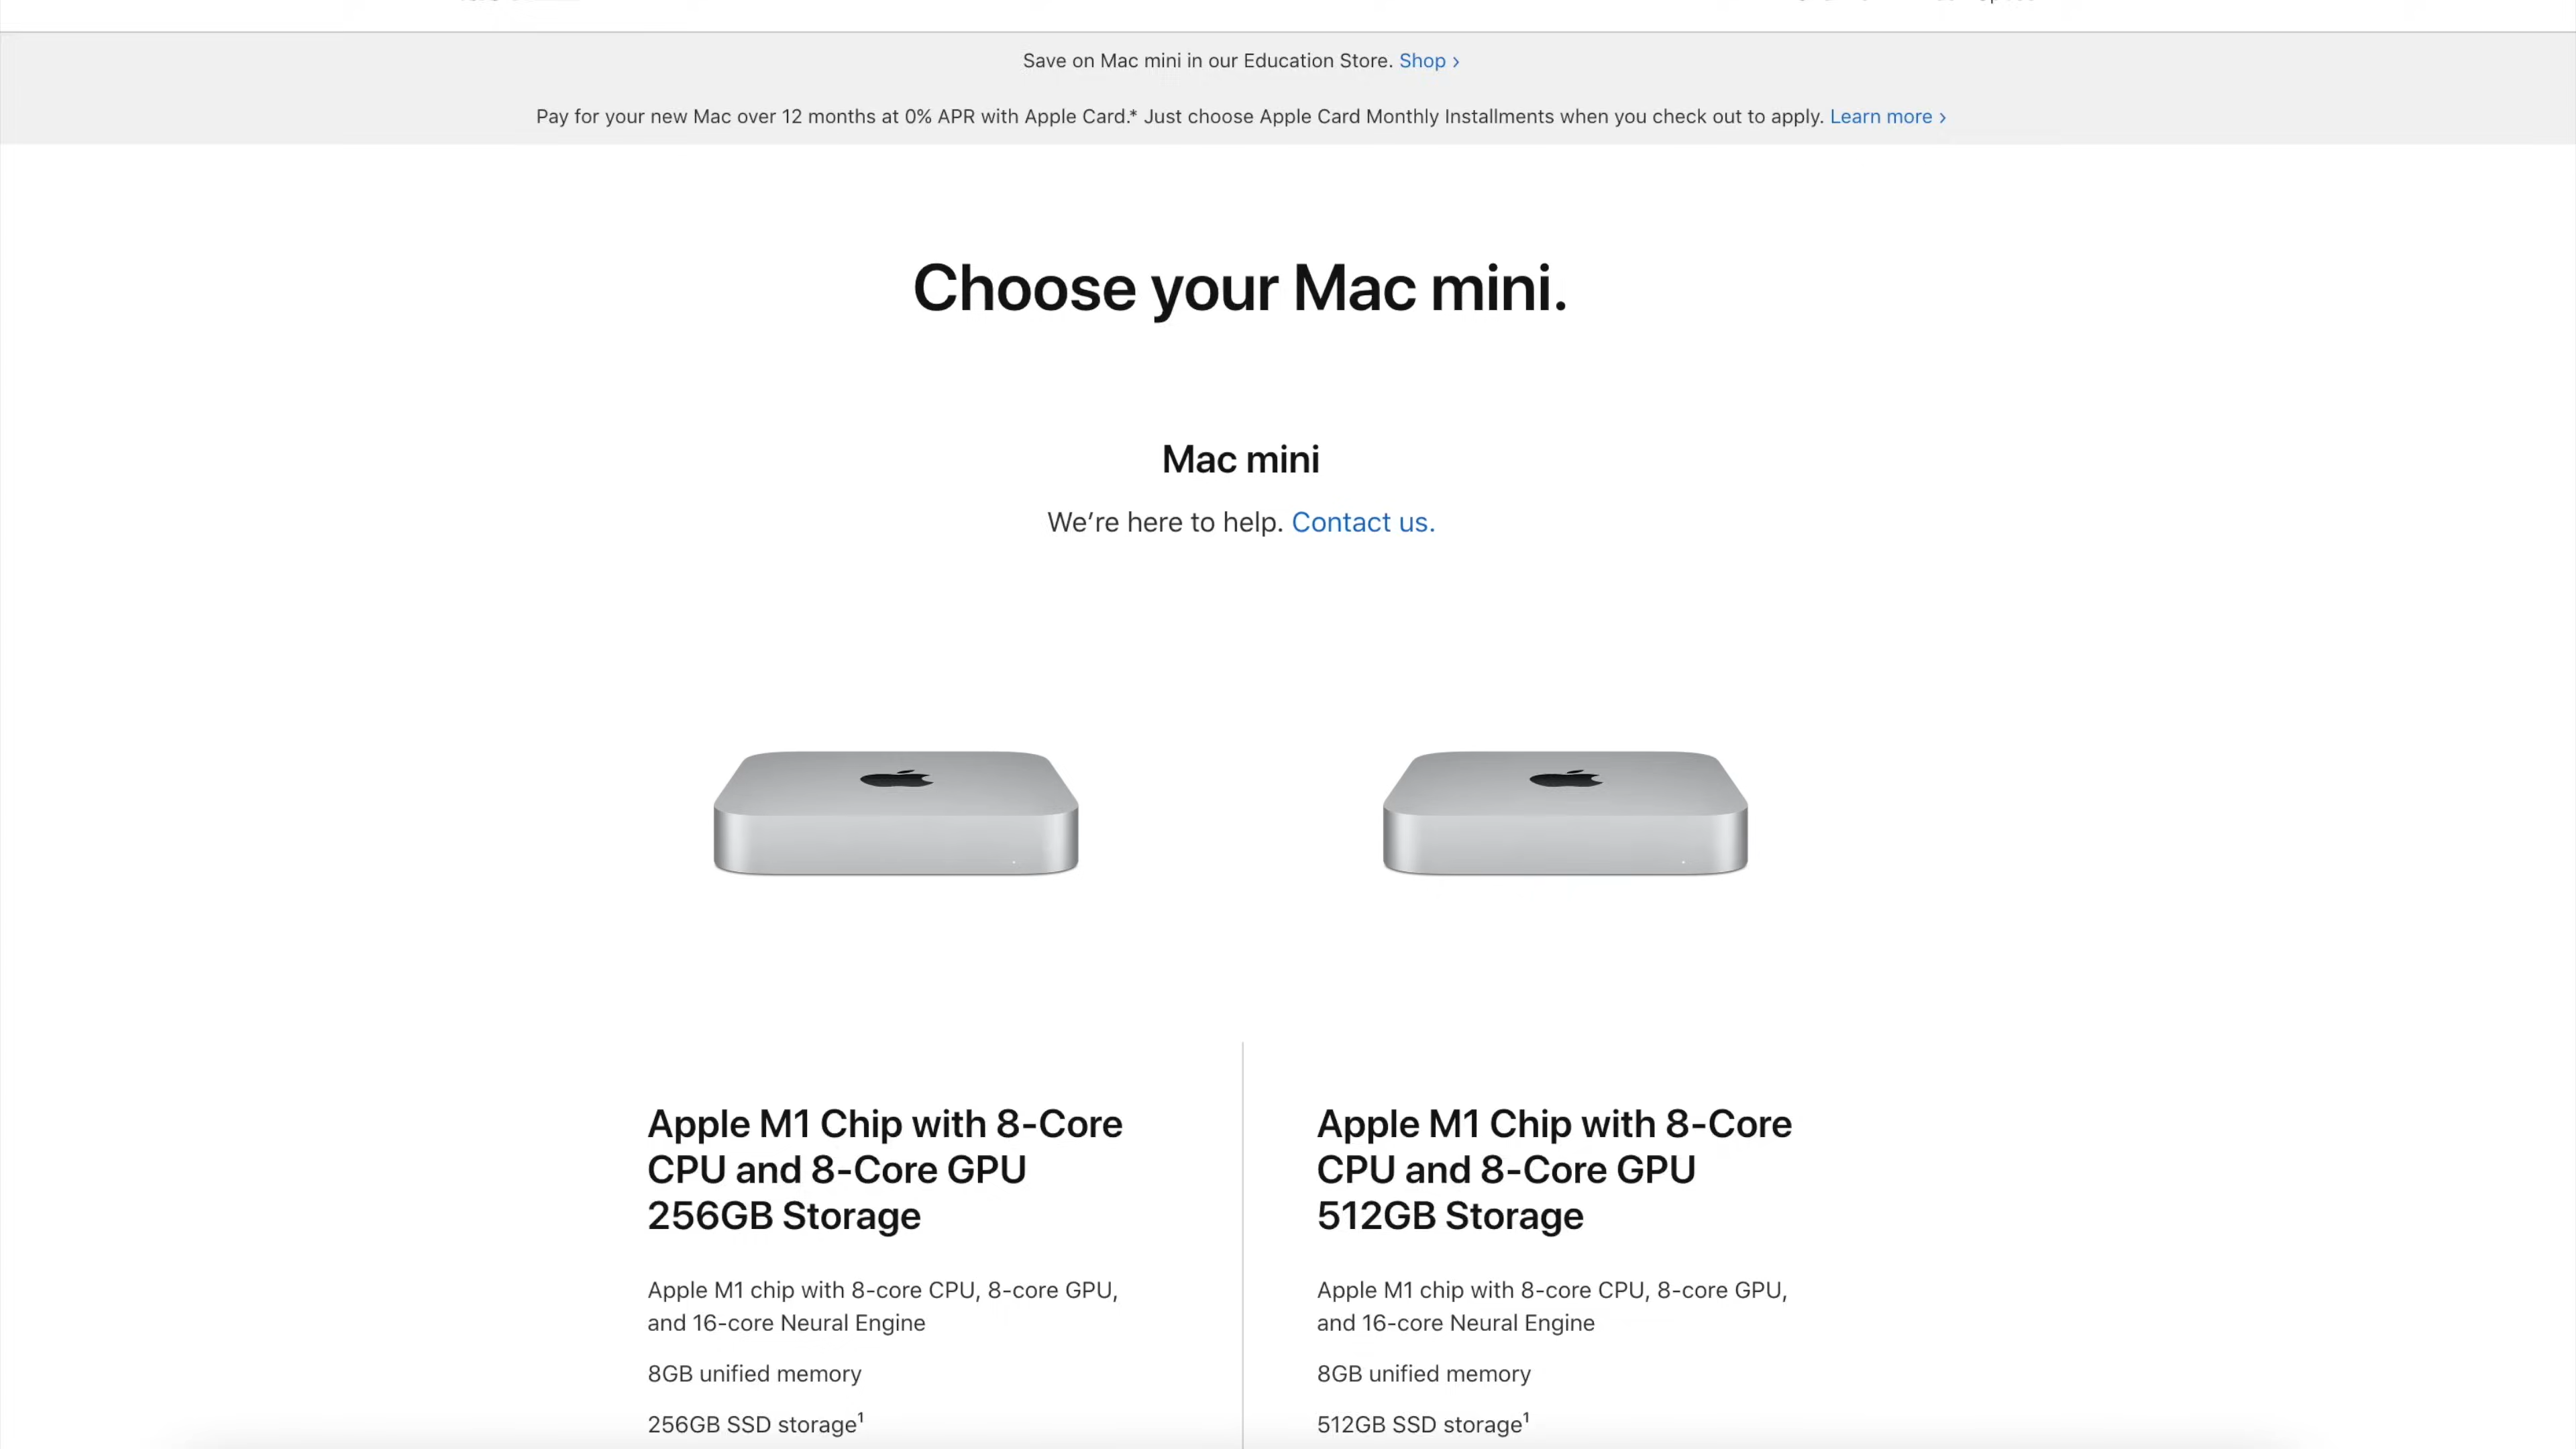 Save on Mac mini in our Education Store. Shop ›
Pay for your new Mac over 12 months at 0% APR with Apple Card.* Just choose Apple Card Monthly Installments when you check out to apply. Learn more ›
Choose your Mac mini.
Mac mini
We’re here to help. Contact us.
Apple M1 Chip with 8-Core
CPU and 8-Core GPU
256GB Storage
Apple M1 chip with 8-core CPU, 8-core GPU,
and 16-core Neural Engine
8GB unified memory
256GB SSD storage¹
Apple M1 Chip with 8-Core
CPU and 8-Core GPU
512GB Storage
Apple M1 chip with 8-core CPU, 8-core GPU,
and 16-core Neural Engine
8GB unified memory
512GB SSD storage¹